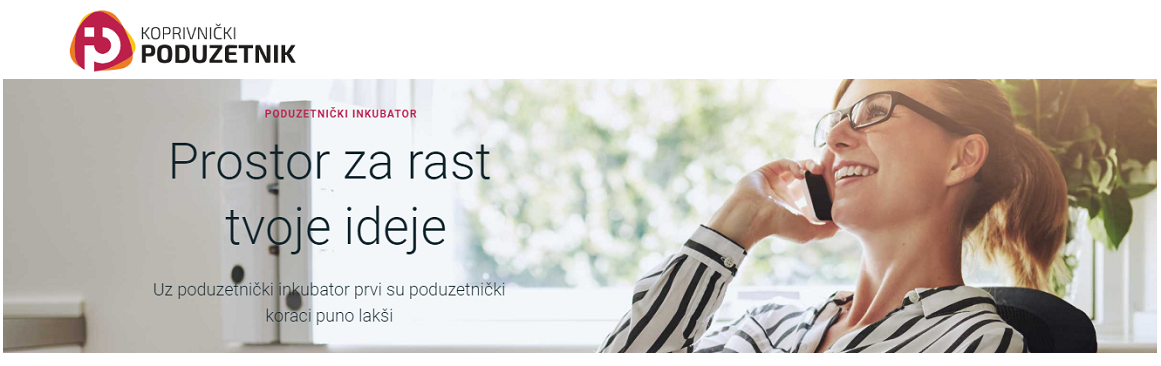 KOPRIVNIČKI
PODUZETNIK
PODUZETNIČKI INKUBATOR
Prostor za rast
tvoje ideje
Uz poduzetnički inkubator prvi su poduzetnički
koraci puno lakši